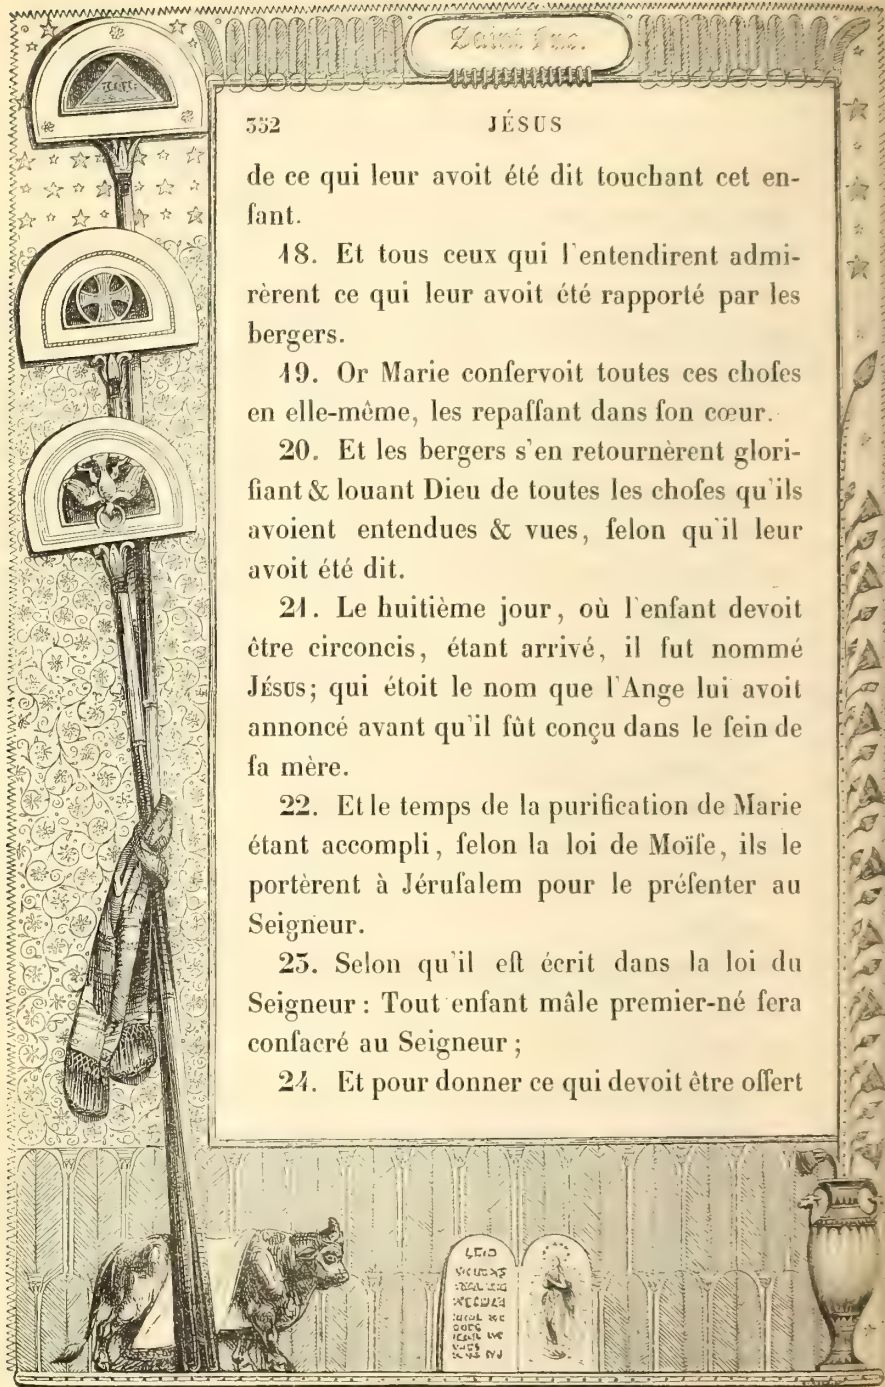 Saint Luc.
352 JÉSUS
de ce qui leur avoit été dit touchant cet en-
fant.
18. Et tous ceux qui l'entendirent admi-
rèrent ce qui leur avoit été rapporté par les
bergers.
19. Or Marie conſervoit toutes ces choſes
en elle-même, les repaſſant dans ſon cœur.
20. Et les bergers s'en retournèrent glori-
fiant & louant Dieu de toutes les choſes qu'ils
avoient entendues & vues, ſelon qu'il leur
avoit été dit.
21. Le huitième jour, où l'enfant devoit
être circoncis, étant arrivé, il fut nommé
JÉSUS; qui étoit le nom que l'Ange lui avoit
annoncé avant qu'il fût conçu dans le ſein de
ſa mère.
22. Et le temps de la purification de Marie
étant accompli, ſelon la loi de Moïſe, ils le
portèrent à Jéruſalem pour le préſenter au
Seigneur.
23. Selon qu'il eſt écrit dans la loi du
Seigneur : Tout enfant mâle premier-né ſera
conſacré au Seigneur ;
24. Et pour donner ce qui devoit être offert